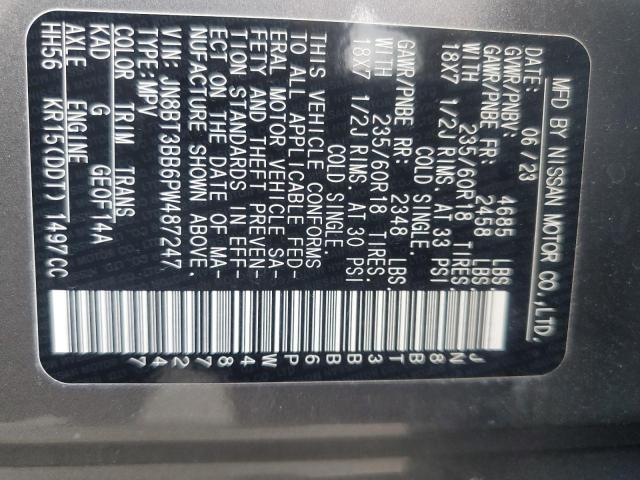 MFD BY NISSAN MOTOR CO.,LTD.
DATE: 06/23
GVWR/PNBV: 4685 LBS
GAWR/PNBE FR: 2458 LBS
WITH 235/60R18 TIRES,
18X7 1/2J RIMS, AT 33 PSI
COLD SINGLE.
GAWR/PNBE RR: 2348 LBS
WITH 235/60R18 TIRES,
18X7 1/2J RIMS, AT 30 PSI
COLD SINGLE.
THIS VEHICLE CONFORMS
TO ALL APPLICABLE FED-
ERAL MOTOR VEHICLE SA-
FETY AND THEFT PREVEN-
TION STANDARDS IN EFF-
ECT ON THE DATE OF MA-
NUFACTURE SHOWN ABOVE.
VIN: JN8BT3BB6PW487247
TYPE: MPV
COLOR TRIM TRANS
KAD G GE0F14A
AXLE ENGINE
HH56 KR15(DDT) 1497CC
JN8BT3BB6PW487247